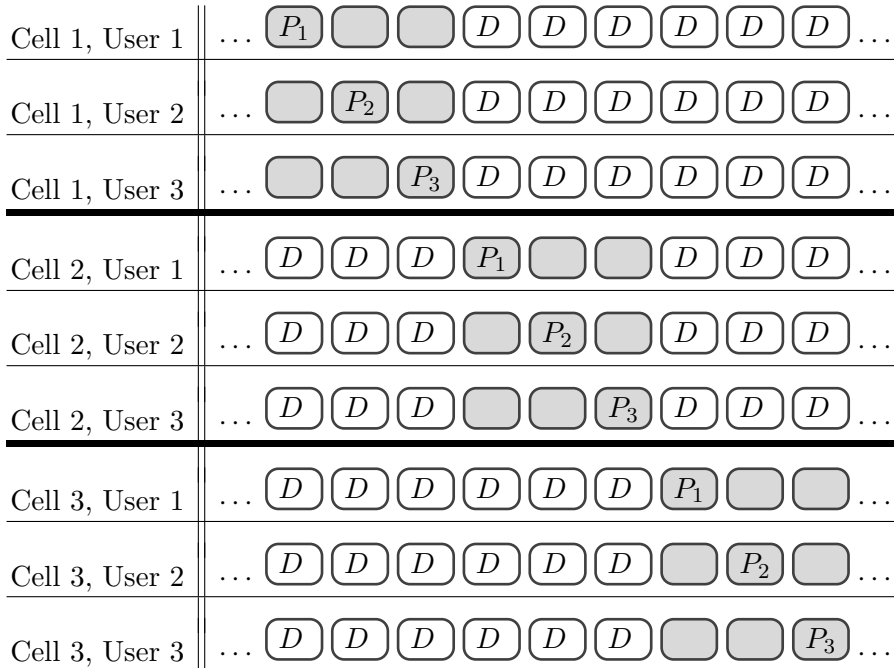 Cell 1, User 1 ... P₁ D D D D D D ...
Cell 1, User 2 ... P₂ D D D D D D ...
Cell 1, User 3 ... P₃ D D D D D D ...
Cell 2, User 1 ... D D D P₁ D D D ...
Cell 2, User 2 ... D D D P₂ D D D ...
Cell 2, User 3 ... D D D P₃ D D D ...
Cell 3, User 1 ... D D D D D D P₁ ...
Cell 3, User 2 ... D D D D D D P₂ ...
Cell 3, User 3 ... D D D D D D P₃ ...